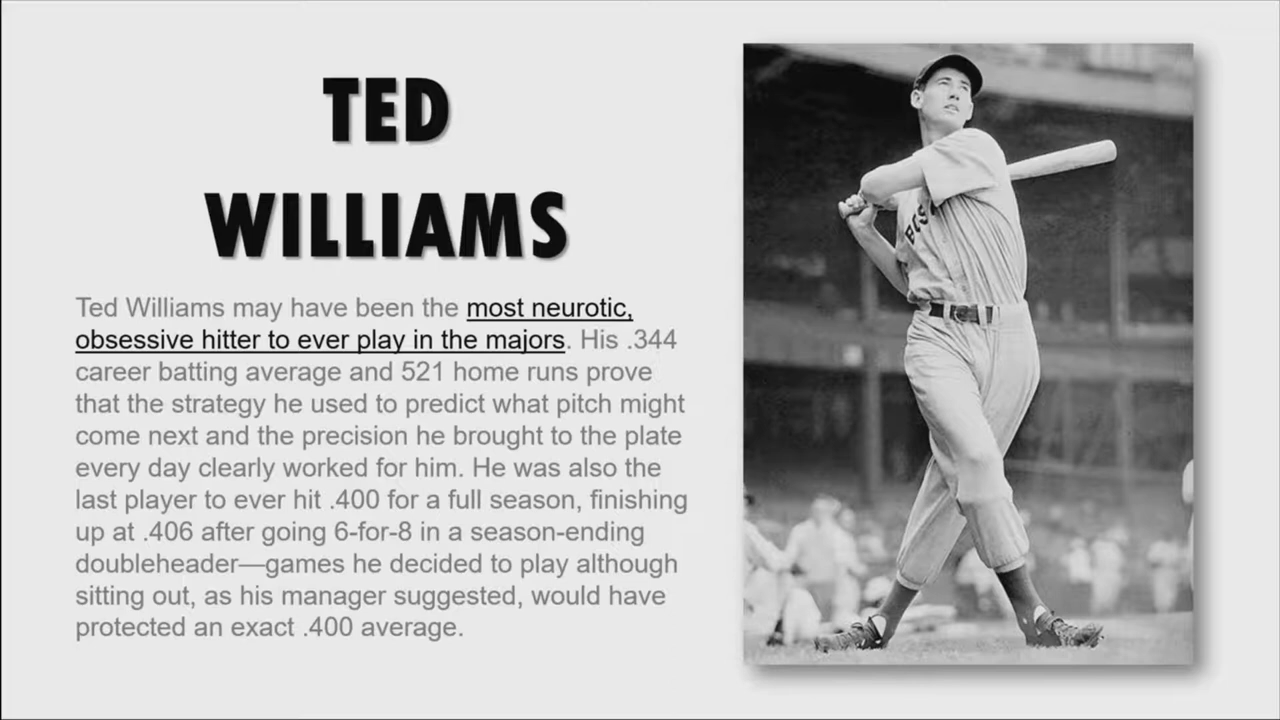 TED
WILLIAMS
Ted Williams may have been the most neurotic,
obsessive hitter to ever play in the majors. His .344
career batting average and 521 home runs prove
that the strategy he used to predict what pitch might
come next and the precision he brought to the plate
every day clearly worked for him. He was also the
last player to ever hit .400 for a full season, finishing
up at .406 after going 6-for-8 in a season-ending
doubleheader—games he decided to play although
sitting out, as his manager suggested, would have
protected an exact .400 average.